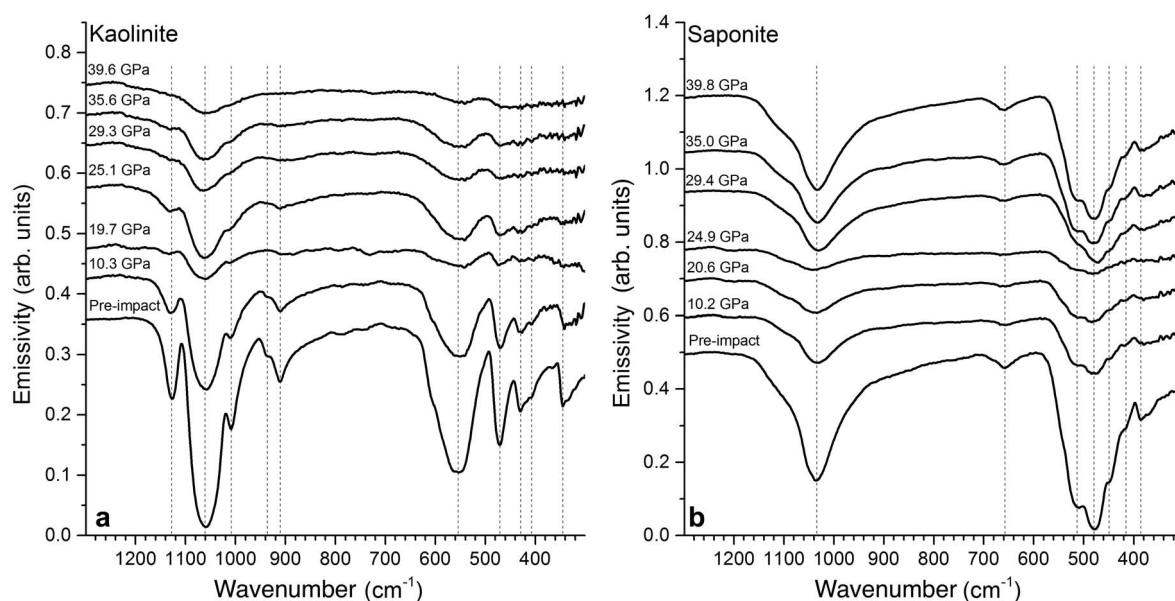 Kaolinite
0.8
0.7
0.6
0.5
0.4
0.3
0.2
0.1
0.0
Emissivity (arb. units)
39.6 GPa
35.6 GPa
29.3 GPa
25.1 GPa
19.7 GPa
10.3 GPa
Pre-impact
a
1200 1100 1000 900 800 700 600 500 400
Wavenumber (cm⁻¹)
Saponite
1.4
1.2
1.0
0.8
0.6
0.4
0.2
0.0
Emissivity (arb. units)
39.8 GPa
35.0 GPa
29.4 GPa
24.9 GPa
20.6 GPa
10.2 GPa
Pre-impact
b
1200 1100 1000 900 800 700 600 500 400
Wavenumber (cm⁻¹)